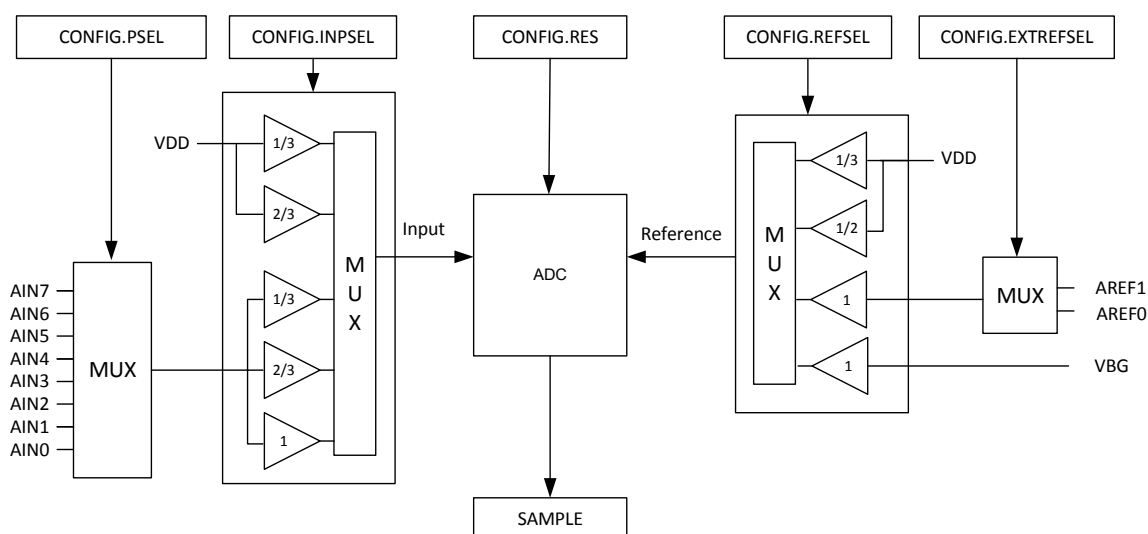 CONFIG.PSEL
CONFIG.INPSEL
CONFIG.RES
CONFIG.REFSEL
CONFIG.EXTREFSEL
VDD
1/3
2/3
1/3
2/3
1
M
U
X
Input
ADC
Reference
M
U
X
1/3
1/2
1
1
VDD
MUX
AREF1
AREF0
VBG
AIN7
AIN6
AIN5
AIN4
AIN3
AIN2
AIN1
AIN0
MUX
SAMPLE